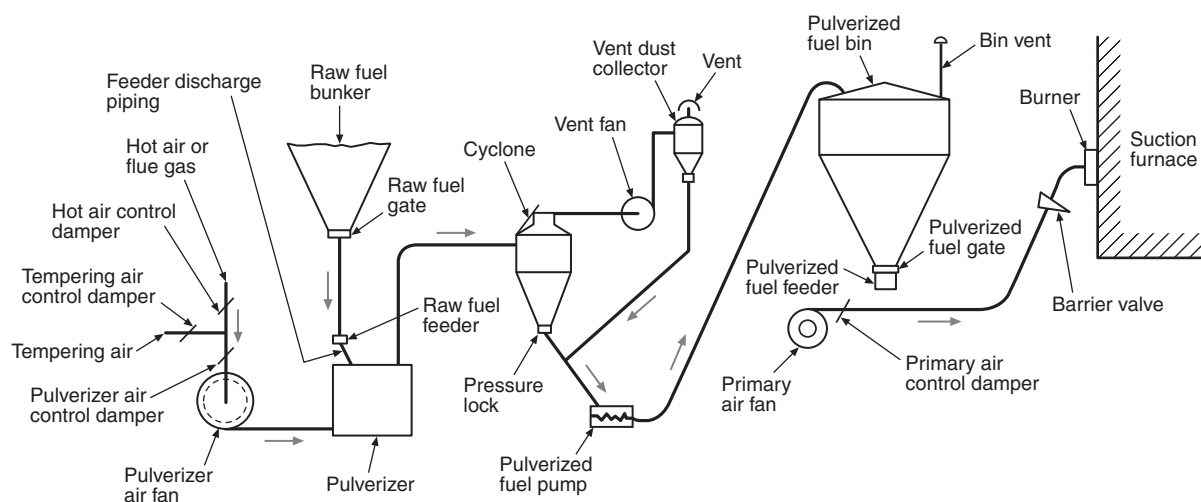 Pulverized
fuel bin
Bin vent
Vent dust
collector
Vent
Feeder discharge
piping
Raw fuel
bunker
Burner
Hot air or
flue gas
Vent fan
Suction
furnace
Cyclone
Raw fuel
gate
Hot air control
damper
Pulverized
fuel gate
Tempering air
control damper
Pulverized
fuel feeder
Raw fuel
feeder
Barrier valve
Tempering air
Pulverizer air
control damper
Pressure
lock
Primary
air fan
Primary air
control damper
Pulverizer
air fan
Pulverizer
Pulverized
fuel pump